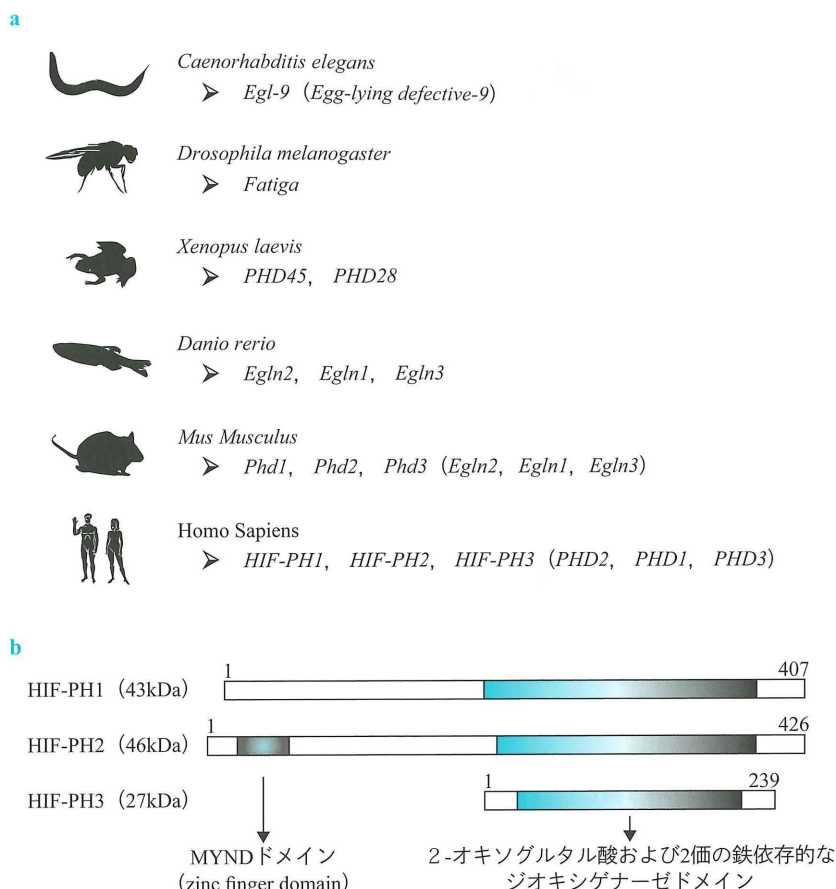 a
Caenorhabditis elegans
➢ Egl-9（Egg-lying defective-9）
Drosophila melanogaster
➢ Fatiga
Xenopus laevis
➢ PHD45, PHD28
Danio rerio
➢ Egln2, Egln1, Egln3
Mus Musculus
➢ Phd1, Phd2, Phd3（Egln2, Egln1, Egln3）
Homo Sapiens
➢ HIF-PH1, HIF-PH2, HIF-PH3（PHD2, PHD1, PHD3）
b
1 407
HIF-PH1（43kDa）
1 426
HIF-PH2（46kDa）
1 239
HIF-PH3（27kDa）
MYNDドメイン
(zinc finger domain)
2-オキソグルタル酸および2価の鉄依存的な
ジオキシゲナーゼドメイン